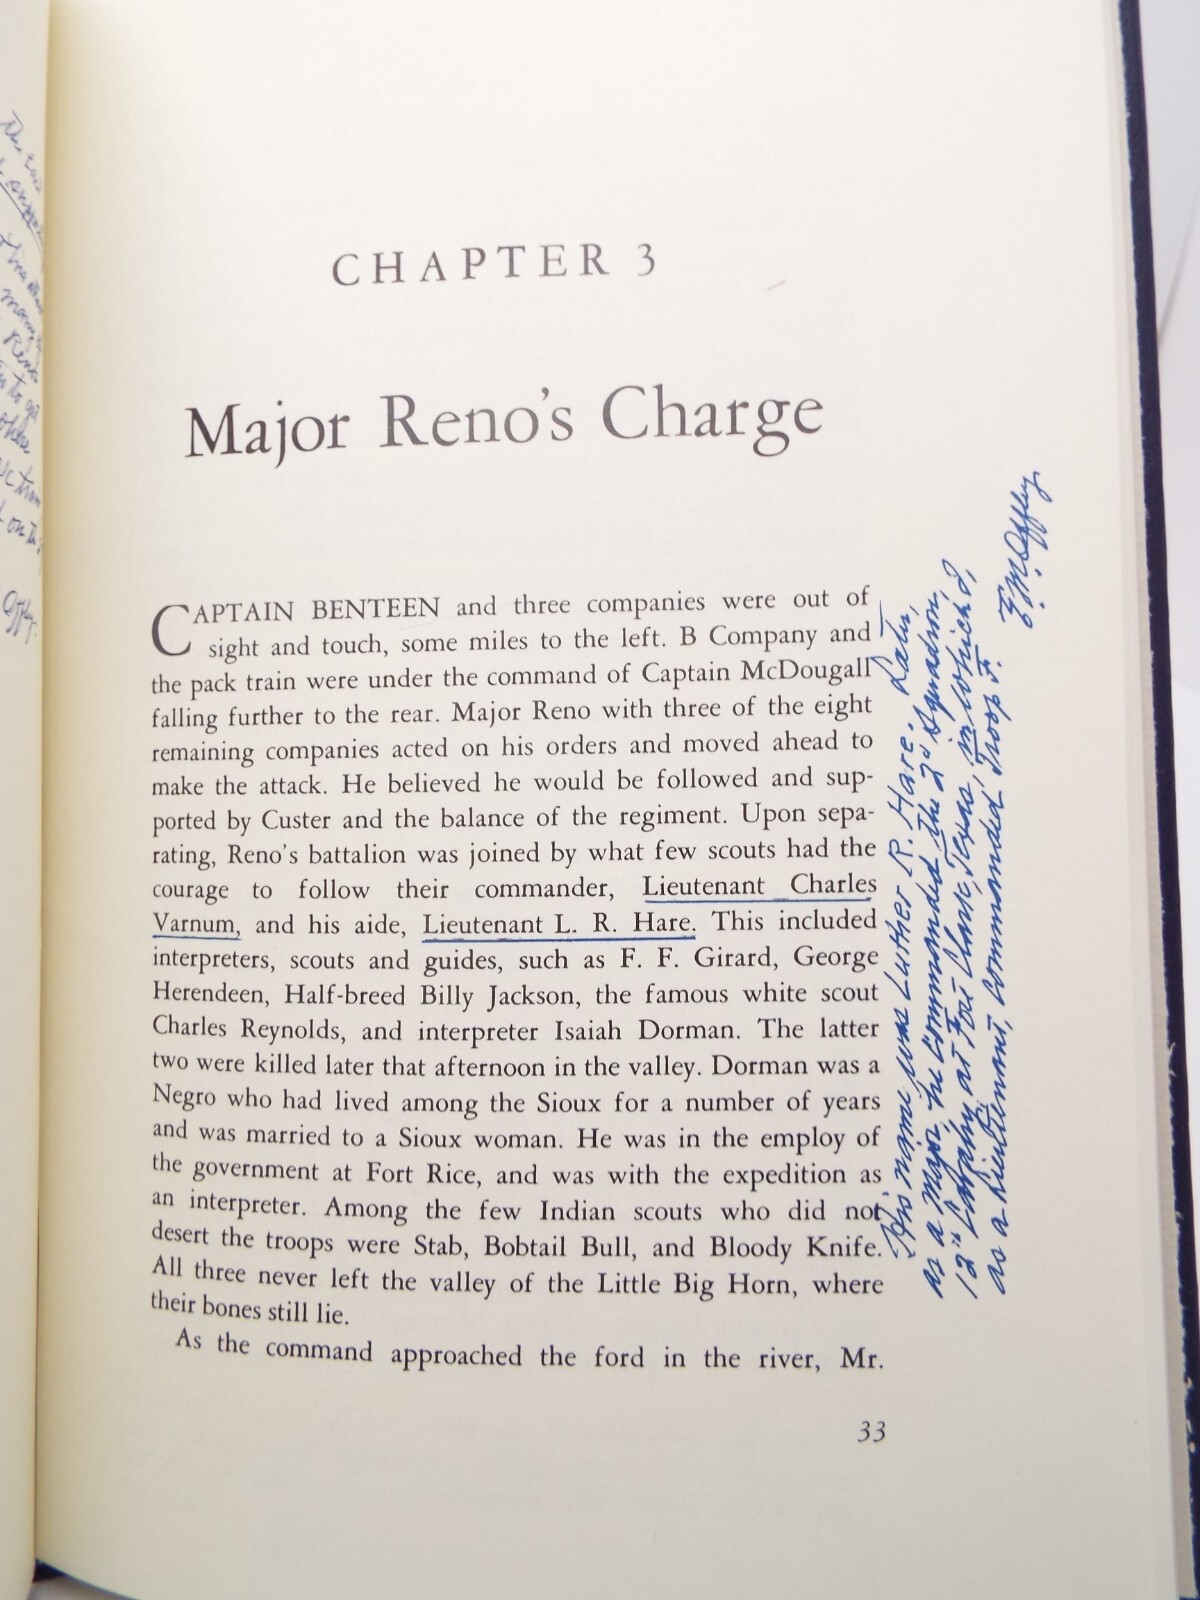 CHAPTER 3
Major Reno's Charge
CAPTAIN BENTEEN and three companies were out of
sight and touch, some miles to the left. B Company and
the pack train were under the command of Captain McDougall
falling further to the rear. Major Reno with three of the eight
remaining companies acted on his orders and moved ahead to
make the attack. He believed he would be followed and sup-
ported by Custer and the balance of the regiment. Upon sepa-
rating, Reno's battalion was joined by what few scouts had the
courage to follow their commander, Lieutenant Charles
Varnum, and his aide, Lieutenant L. R. Hare. This included
interpreters, scouts and guides, such as F. F. Girard, George
Herendeen, Half-breed Billy Jackson, the famous white scout
Charles Reynolds, and interpreter Isaiah Dorman. The latter
two were killed later that afternoon in the valley. Dorman was a
Negro who had lived among the Sioux for a number of years
and was married to a Sioux woman. He was in the employ of
the government at Fort Rice, and was with the expedition as
an interpreter. Among the few Indian scouts who did not
desert the troops were Stab, Bobtail Bull, and Bloody Knife.
All three never left the valley of the Little Big Horn, where
their bones still lie.
As the command approached the ford in the river, Mr.
33
His name was Luther R. Hare. Later,
as a Major, he commanded the 2d Squadron,
12th Cavalry at Fort Clark, Texas, in which I,
as a Lieutenant, commanded Troop F.
E. M. Offley
many
Reno
to get
on
Offley.